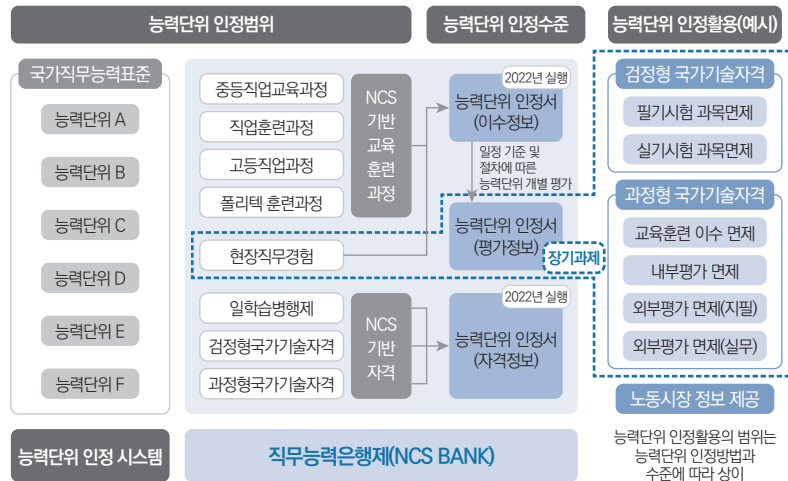 능력단위 인정범위
능력단위 인정수준
능력단위 인정활용(예시)
국가직무능력표준
능력단위 A
능력단위 B
능력단위 C
능력단위 D
능력단위 E
능력단위 F
중등직업교육과정
직업훈련과정
고등직업과정
폴리텍 훈련과정
현장직무경험
NCS
기반
교육
훈련
과정
일학습병행제
검정형국가기술자격
과정형국가기술자격
NCS
기반
자격
2022년 실행
능력단위 인정서
(이수정보)
일정 기준 및
절차에 따른
능력단위 개별 평가
능력단위 인정서
(평가정보)
장기과제
2022년 실행
능력단위 인정서
(자격정보)
검정형 국가기술자격
필기시험 과목면제
실기시험 과목면제
과정형 국가기술자격
교육훈련 이수 면제
내부평가 면제
외부평가 면제(지필)
외부평가 면제(실무)
노동시장 정보 제공
능력단위 인정 시스템
직무능력은행제(NCS BANK)
능력단위 인정활용의 범위는
능력단위 인정방법과
수준에 따라 상이